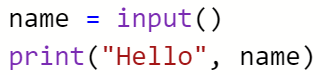 name = input()
print("Hello", name)